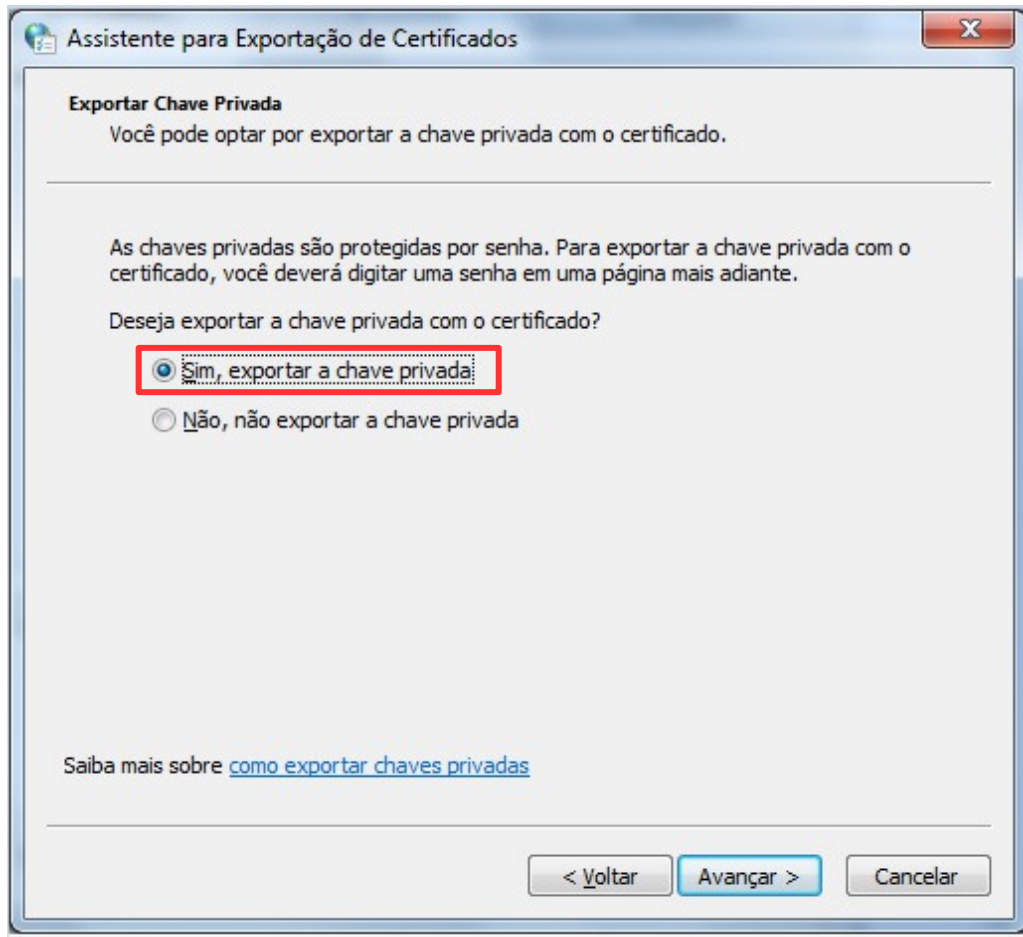 Assistente para Exportação de Certificados
Exportar Chave Privada
Você pode optar por exportar a chave privada com o certificado.
As chaves privadas são protegidas por senha. Para exportar a chave privada com o
certificado, você deverá digitar uma senha em uma página mais adiante.
Deseja exportar a chave privada com o certificado?
Sim, exportar a chave privada
Não, não exportar a chave privada
Saiba mais sobre como exportar chaves privadas
< Voltar Avançar > Cancelar